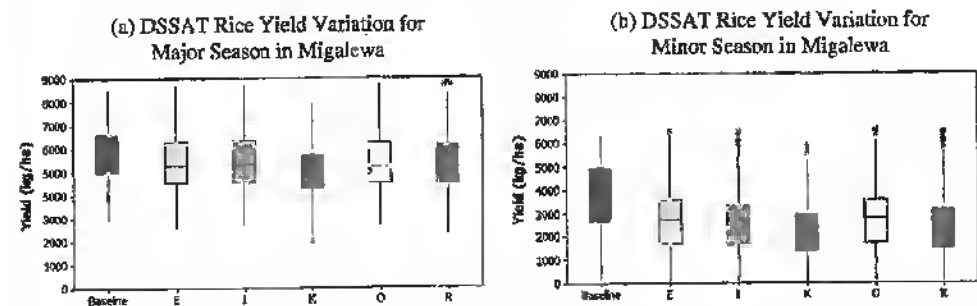 (a) DSSAT Rice Yield Variation for
Major Season in Migalewa
9000
8000
7000
6000
5000
3000
2000
1000
0
Yield (kg/ha)
Baseline
E
I
K
O
R
(b) DSSAT Rice Yield Variation for
Minor Season in Migalewa
9000
8000
7000
6000
5000
4000
3000
2000
1000
0
Yield (kg/ha)
Baseline
E
I
K
O